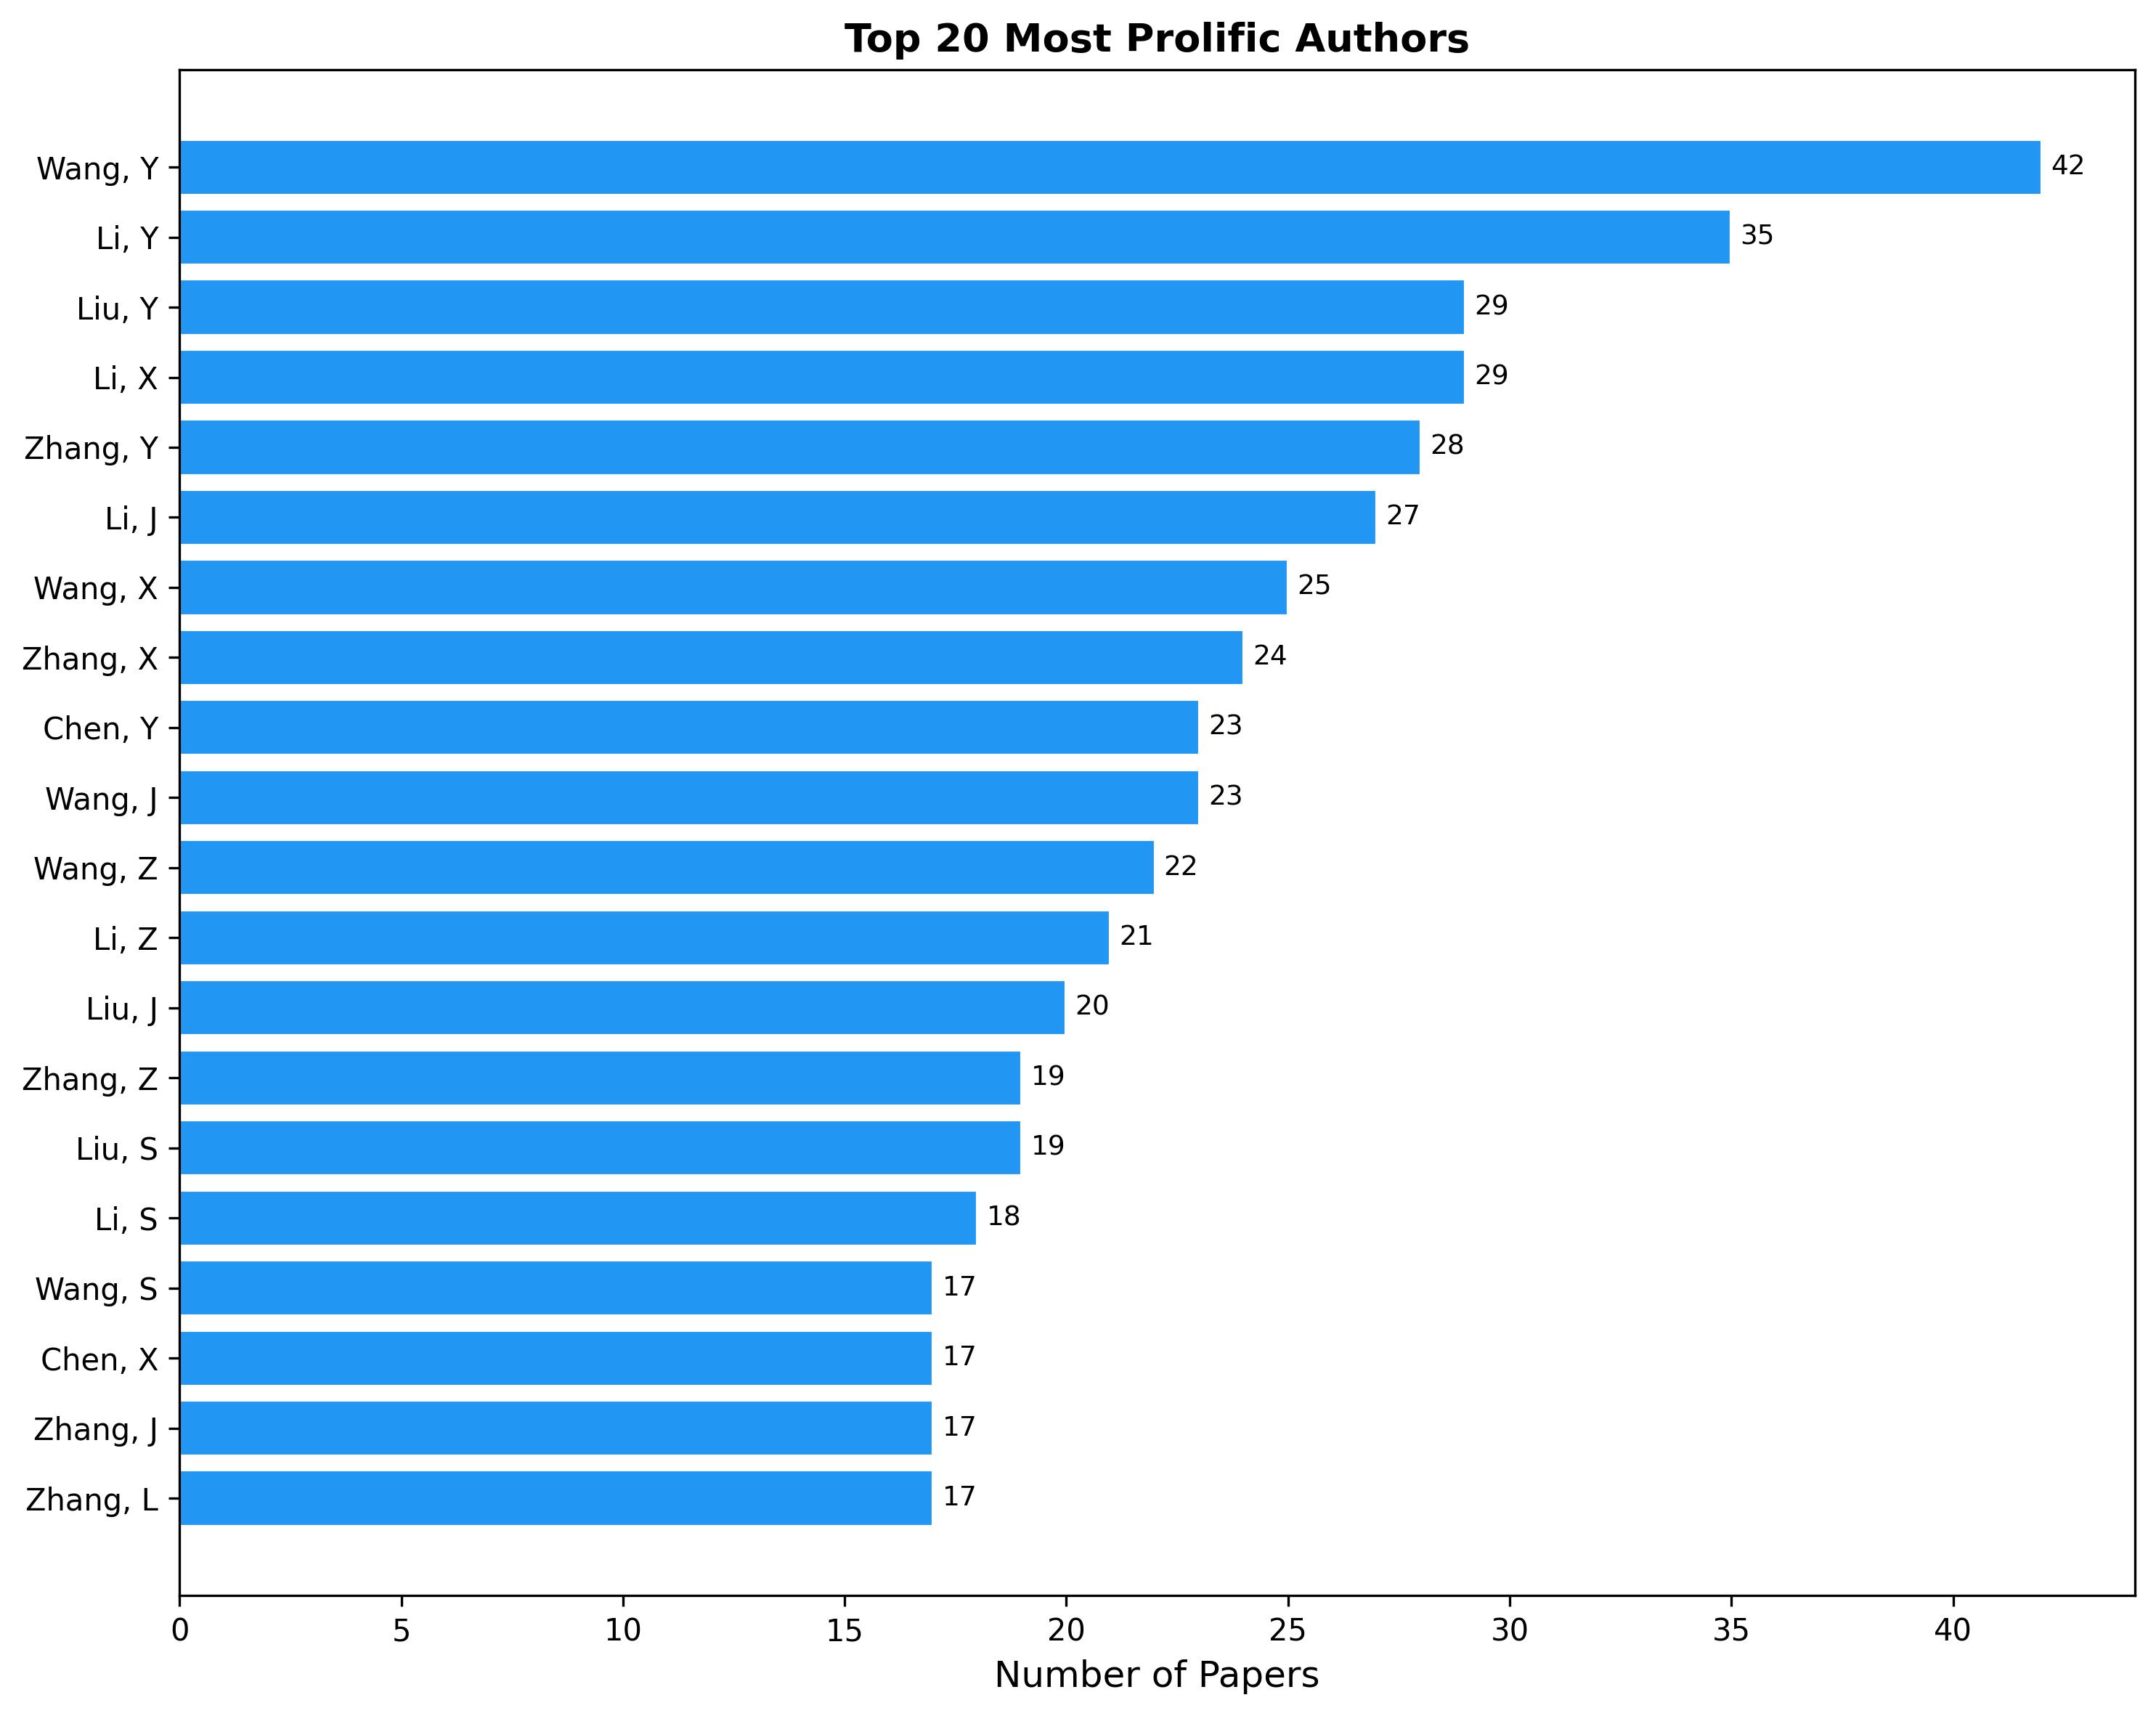 Top 20 Most Prolific Authors
Wang, Y 42
Li, Y 35
Liu, Y 29
Li, X 29
Zhang, Y 28
Li, J 27
Wang, X 25
Zhang, X 24
Chen, Y 23
Wang, J 23
Wang, Z 22
Li, Z 21
Liu, J 20
Zhang, Z 19
Liu, S 19
Li, S 18
Wang, S 17
Chen, X 17
Zhang, J 17
Zhang, L 17
0 5 10 15 20 25 30 35 40
Number of Papers